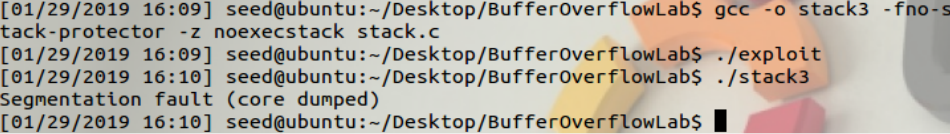 [01/29/2019 16:09] seed@ubuntu:~/Desktop/BufferOverflowLab$ gcc -o stack3 -fno-s
tack-protector -z noexecstack stack.c
[01/29/2019 16:09] seed@ubuntu:~/Desktop/BufferOverflowLab$ ./exploit
[01/29/2019 16:10] seed@ubuntu:~/Desktop/BufferOverflowLab$ ./stack3
Segmentation fault (core dumped)
[01/29/2019 16:10] seed@ubuntu:~/Desktop/BufferOverflowLab$